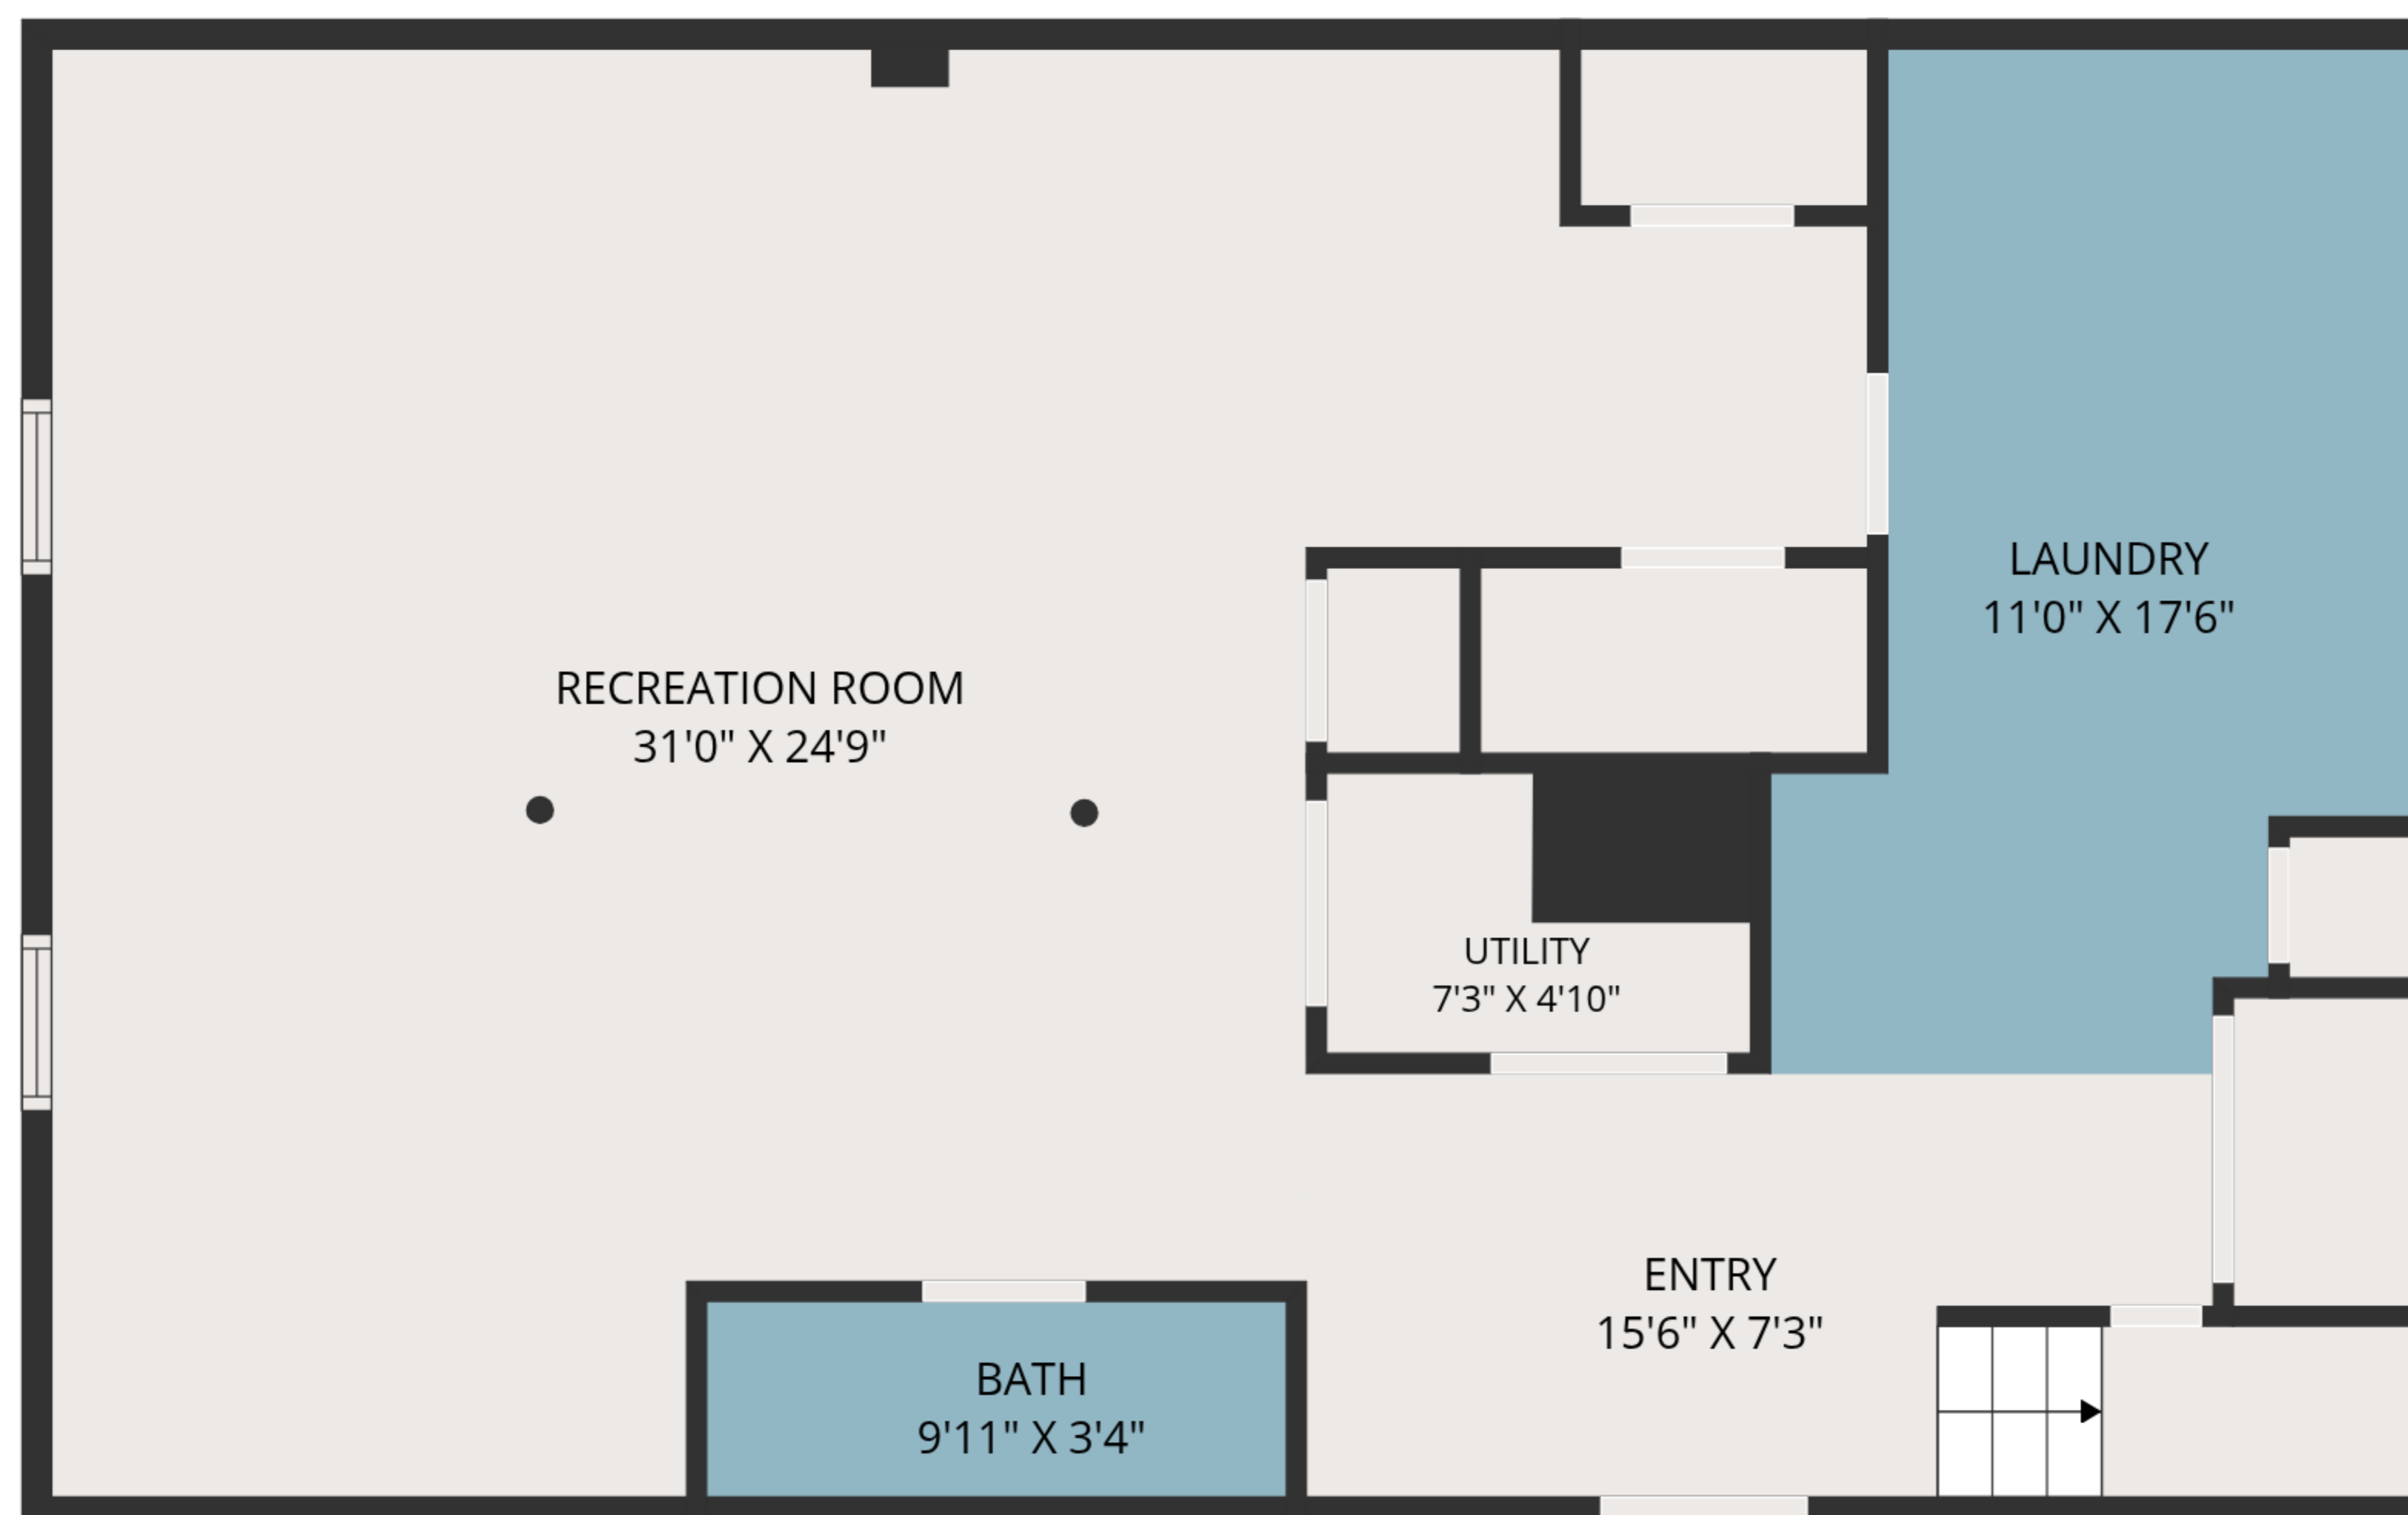 LAUNDRY
11'0" X 17'6"
RECREATION ROOM
31'0" X 24'9"
UTILITY
7'3" X 4'10"
ENTRY
15'6" X 7'3"
BATH
9'11" X 3'4"